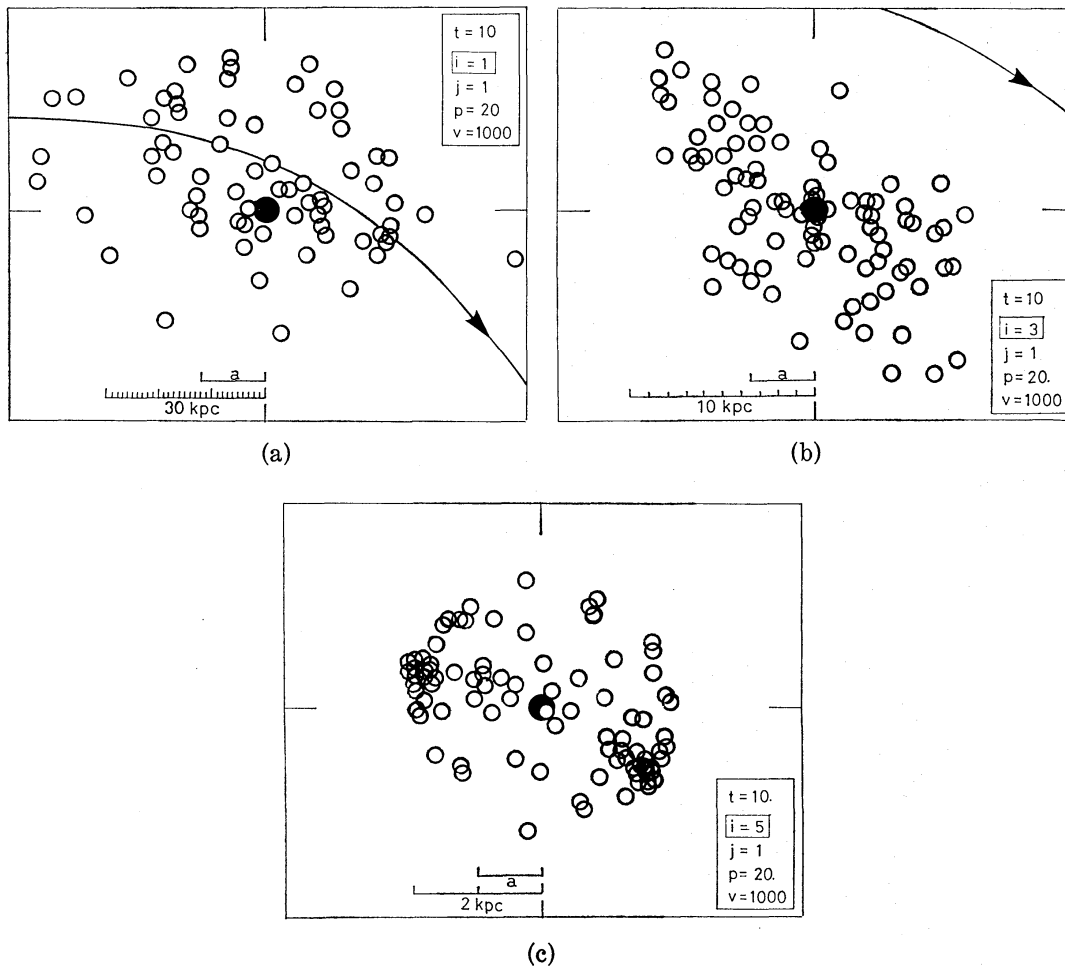 t = 10
i = 1
j = 1
p = 20
v = 1000
a
30 kpc
(a)
t = 10
i = 3
j = 1
p = 20.
v = 1000
a
10 kpc
(b)
t = 10.
i = 5
j = 1
p = 20.
v = 1000
a
2 kpc
(c)